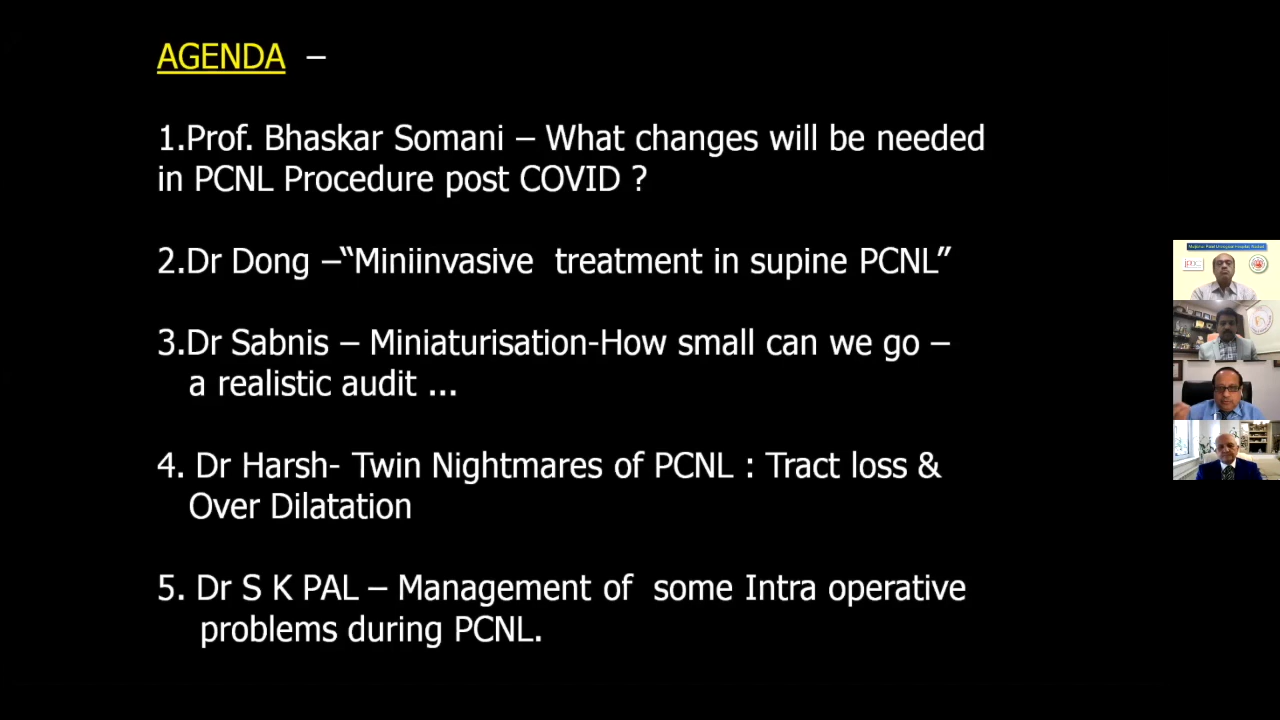 AGENDA –
1.Prof. Bhaskar Somani – What changes will be needed
in PCNL Procedure post COVID ?
2.Dr Dong –“Miniinvasive  treatment in supine PCNL”
3.Dr Sabnis – Miniaturisation-How small can we go –
a realistic audit ...
4. Dr Harsh- Twin Nightmares of PCNL : Tract loss &
Over Dilatation
5. Dr S K PAL – Management of  some Intra operative
problems during PCNL.